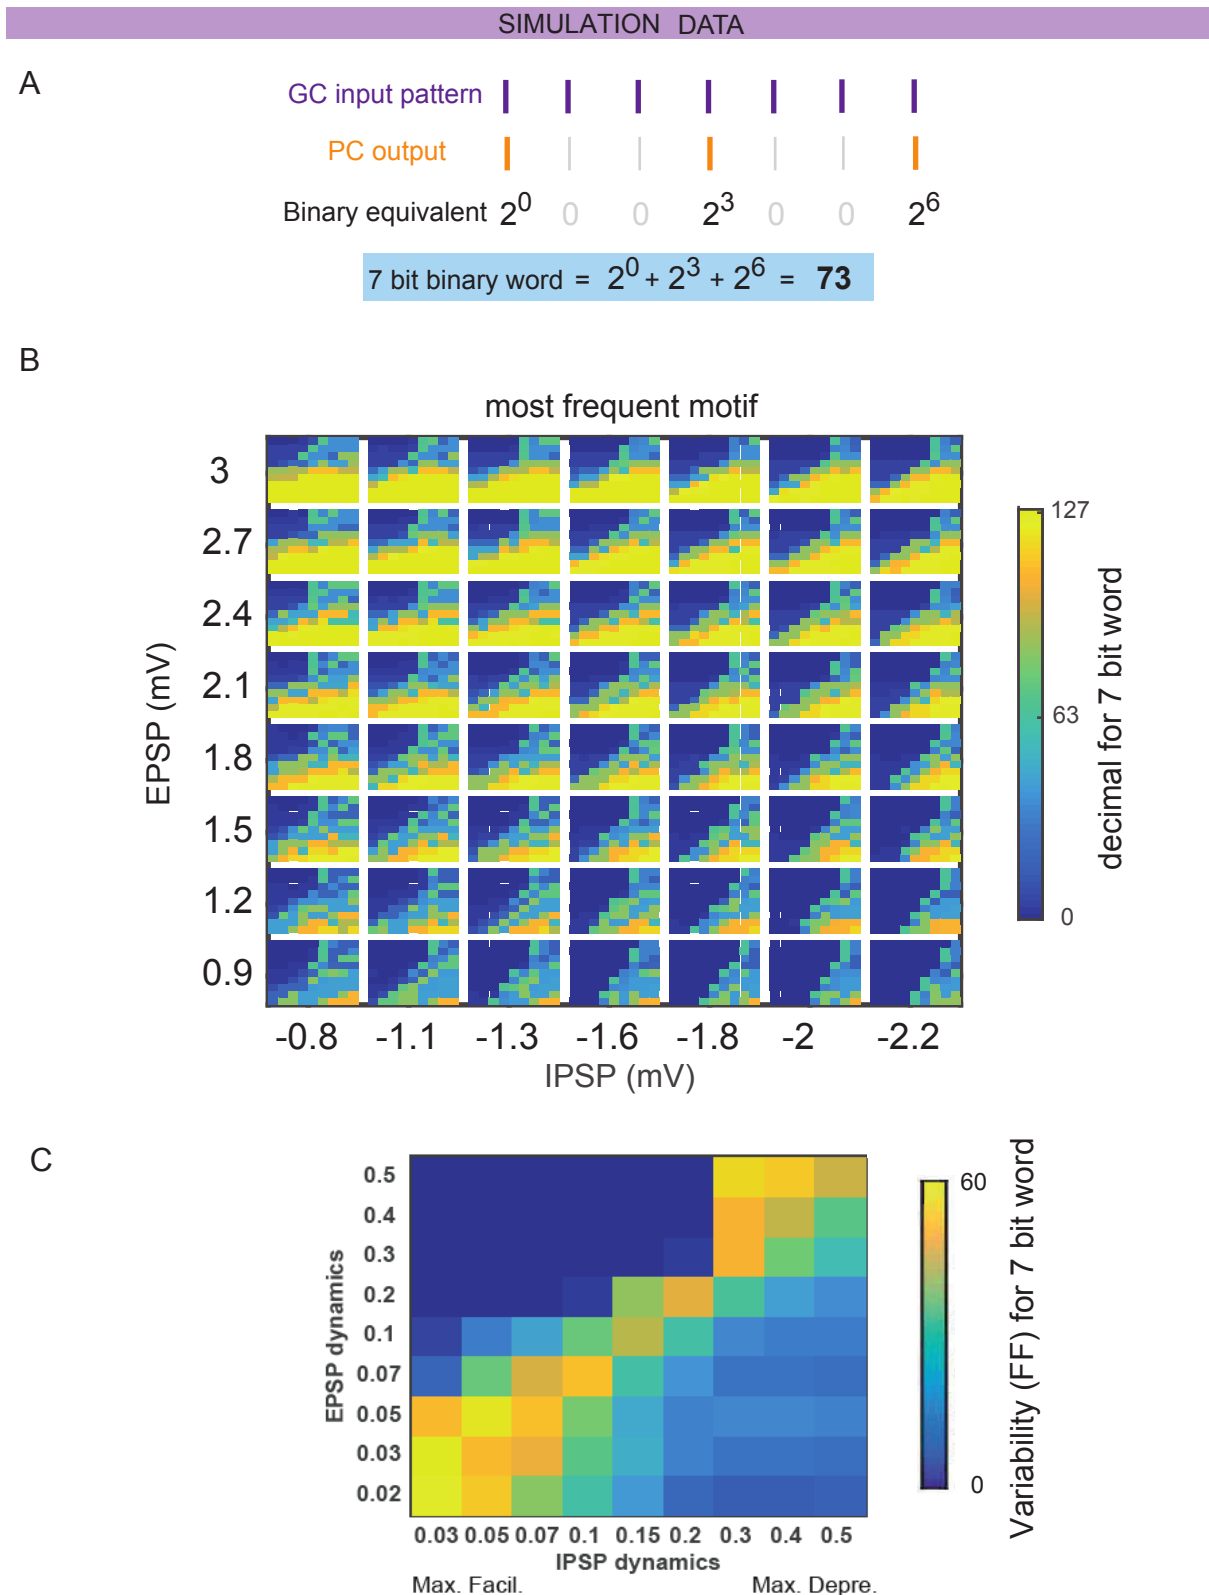 SIMULATION DATA
A
GC input pattern
PC output
Binary equivalent 2^0 0 0 2^3 0 0 2^6
7 bit binary word = 2^0 + 2^3 + 2^6 = 73
B
most frequent motif
3
2.7
2.4
2.1
1.8
1.5
1.2
0.9
EPSP (mV)
-0.8 -1.1 -1.3 -1.6 -1.8 -2 -2.2
IPSP (mV)
127
63
0
decimal for 7 bit word
C
0.5
0.4
0.3
0.2
0.1
0.07
0.05
0.03
0.02
EPSP dynamics
0.03 0.05 0.07 0.1 0.15 0.2 0.3 0.4 0.5
IPSP dynamics
Max. Facil. Max. Depre.
60
0
Variability (FF) for 7 bit word